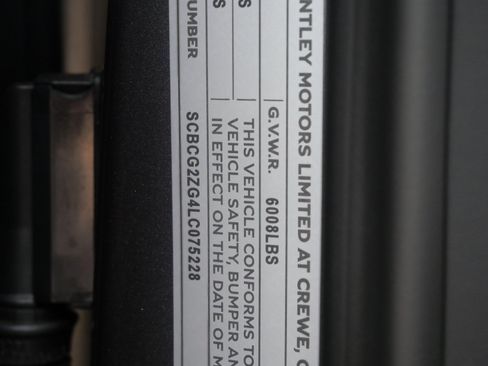 NTLEY MOTORS LIMITED AT CREWE,
G.V.W.R. 6008LBS
S THIS VEHICLE CONFORMS TO
S VEHICLE SAFETY, BUMPER AN
IN EFFECT ON THE DATE OF M
UMBER SCBCG2ZG4LC075228